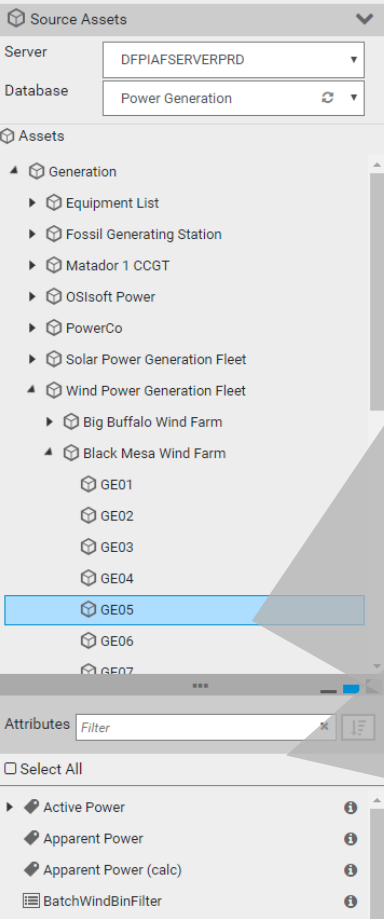 Source Assets
Server
DFPIAFSERVERPRD
Database
Power Generation
Assets
Generation
Equipment List
Fossil Generating Station
Matador 1 CCGT
OSIsoft Power
PowerCo
Solar Power Generation Fleet
Wind Power Generation Fleet
Big Buffalo Wind Farm
Black Mesa Wind Farm
GE01
GE02
GE03
GE04
GE05
GE06
GE07
Attributes Filter
Select All
Active Power
Apparent Power
Apparent Power (calc)
BatchWindBinFilter